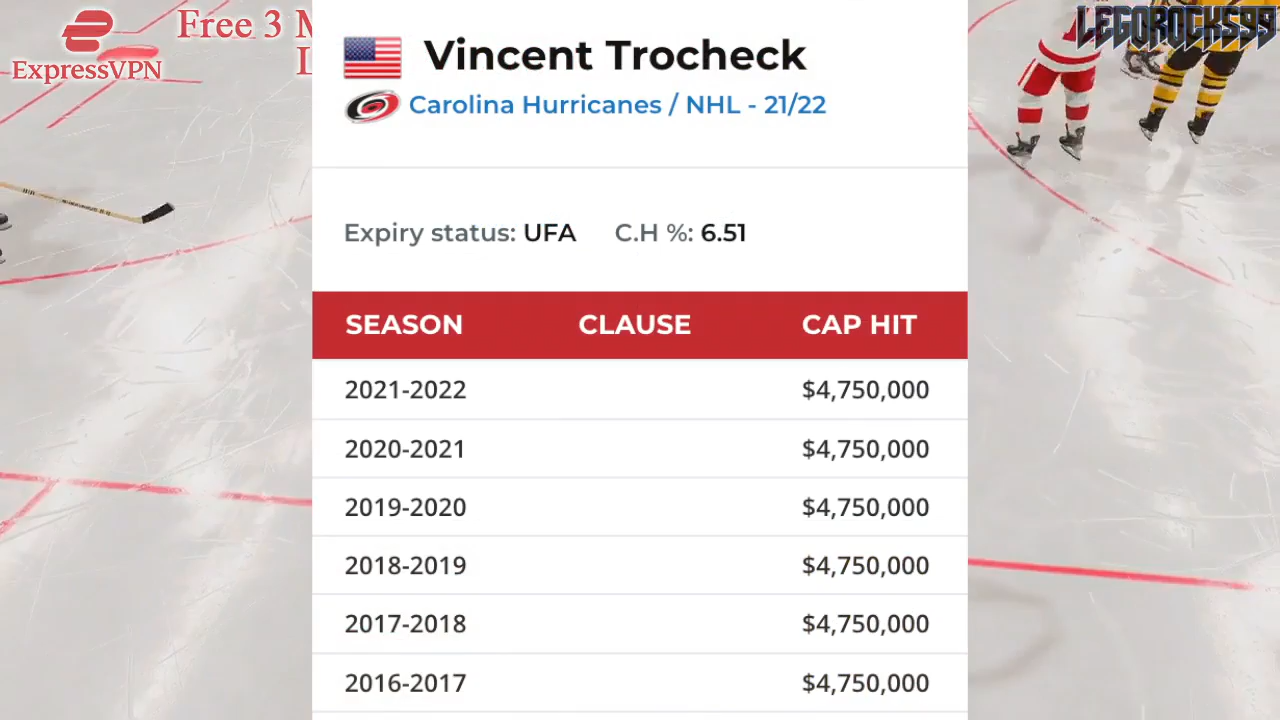 Free 3 M
L
ExpressVPN
LEGOROCKS99
Vincent Trocheck
Carolina Hurricanes / NHL - 21/22
Expiry status: UFA C.H %: 6.51
SEASON CLAUSE CAP HIT
2021-2022 $4,750,000
2020-2021 $4,750,000
2019-2020 $4,750,000
2018-2019 $4,750,000
2017-2018 $4,750,000
2016-2017 $4,750,000